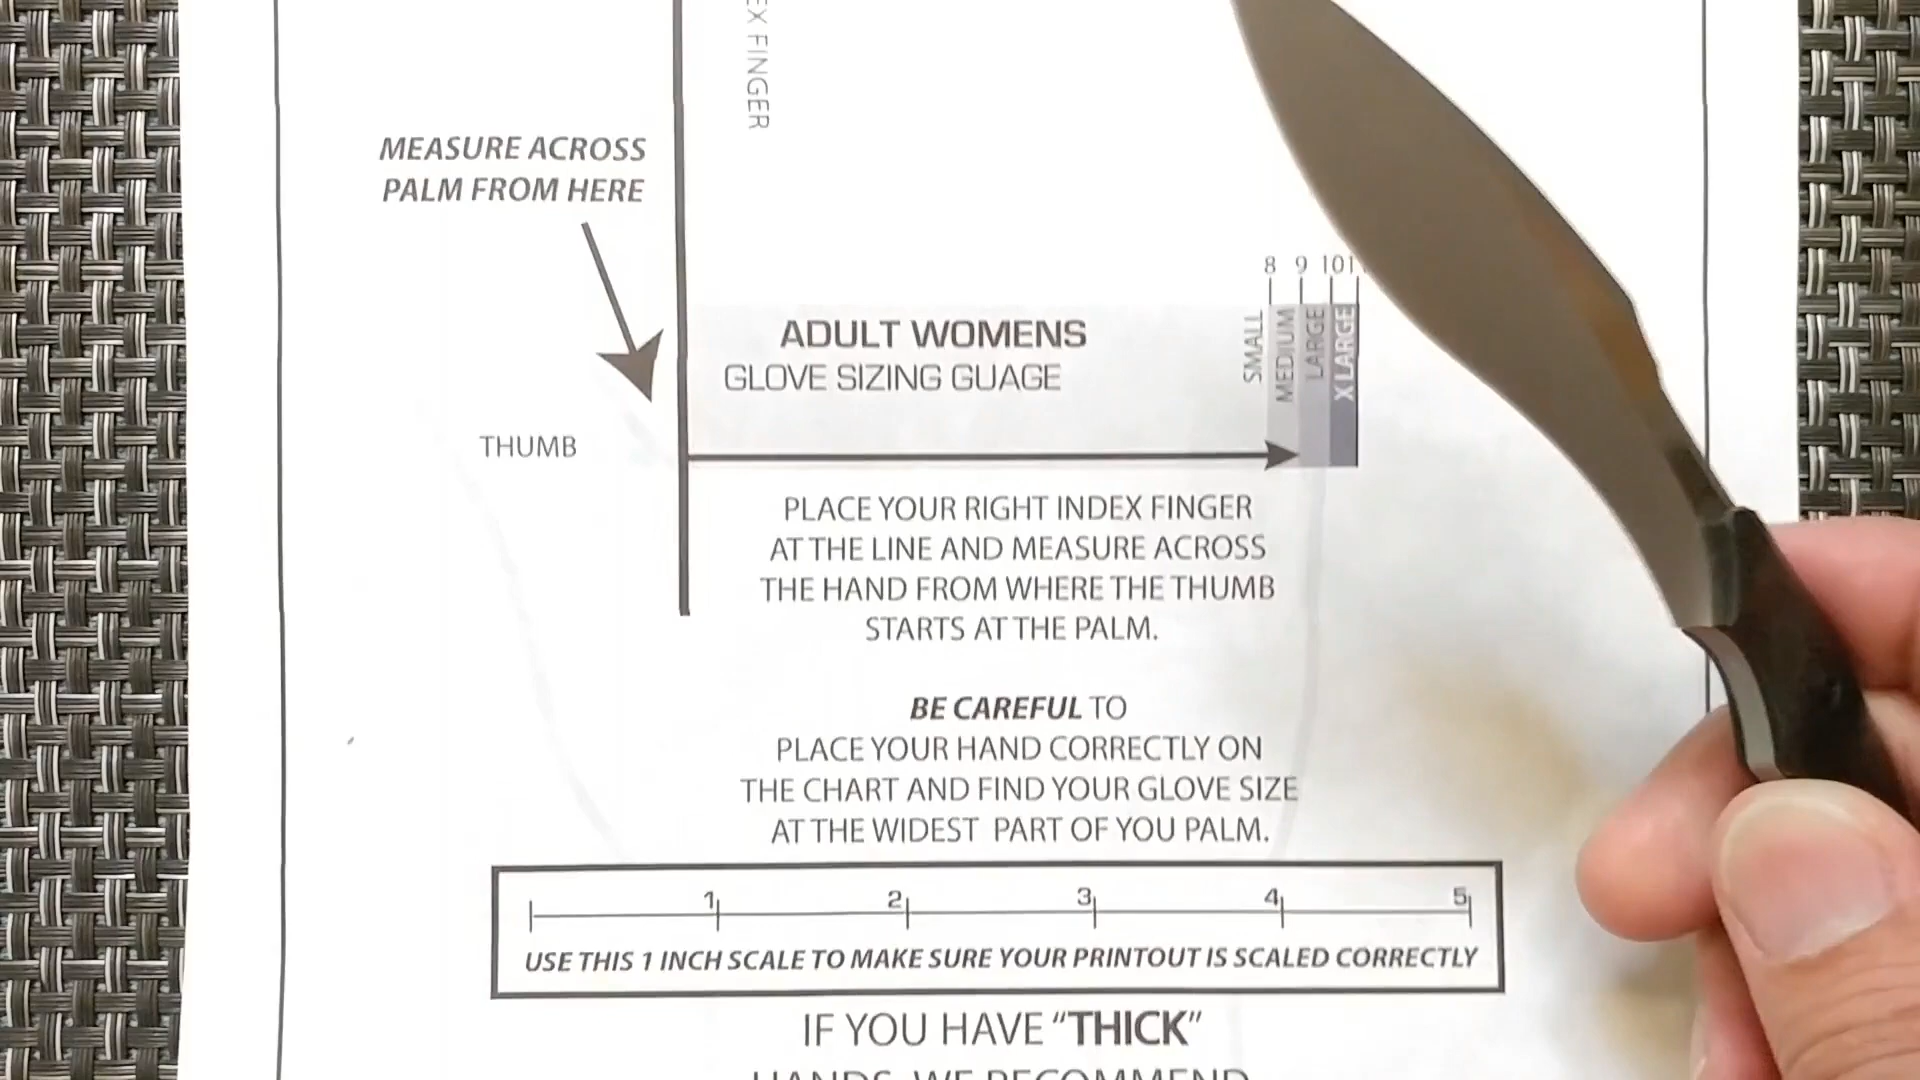 EX FINGER
MEASURE ACROSS
PALM FROM HERE
8 9 10 11
ADULT WOMENS
GLOVE SIZING GUAGE
SMALL
MEDIUM
LARGE
X LARGE
THUMB
PLACE YOUR RIGHT INDEX FINGER
AT THE LINE AND MEASURE ACROSS
THE HAND FROM WHERE THE THUMB
STARTS AT THE PALM.
BE CAREFUL TO
PLACE YOUR HAND CORRECTLY ON
THE CHART AND FIND YOUR GLOVE SIZE
AT THE WIDEST PART OF YOU PALM.
1 2 3 4 5
USE THIS 1 INCH SCALE TO MAKE SURE YOUR PRINTOUT IS SCALED CORRECTLY
IF YOU HAVE “THICK”
HANDS, WE RECOMMEND